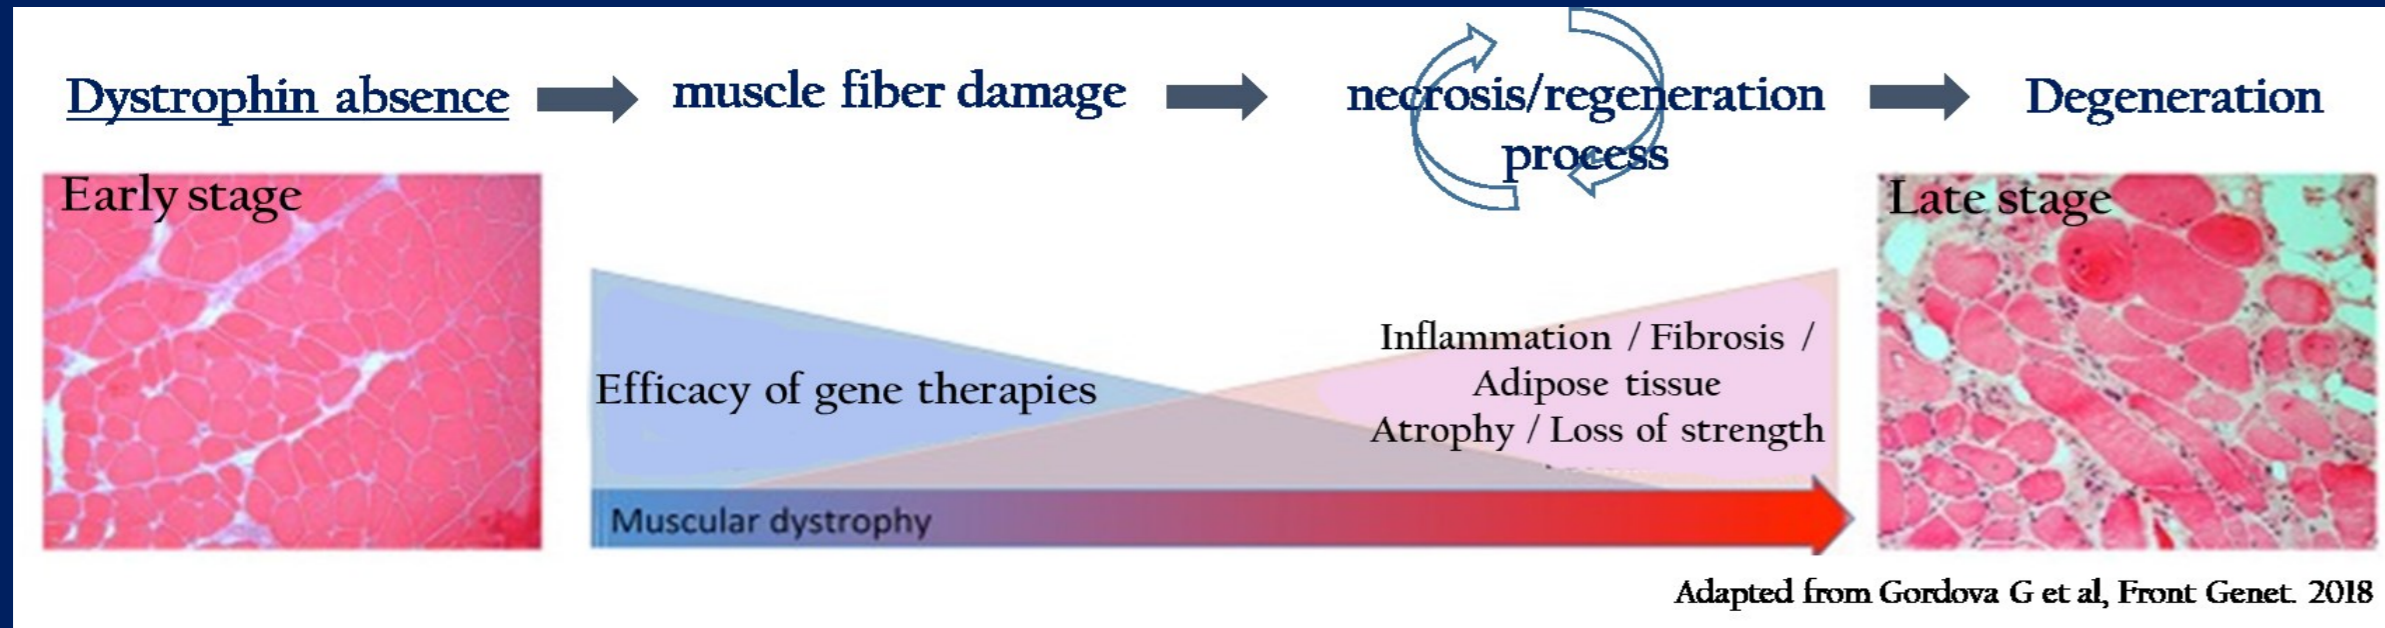 Dystrophin absence
muscle fiber damage
necrosis/regeneration
process
Degeneration
Early stage
Late stage
Efficacy of gene therapies
Inflammation / Fibrosis /
Adipose tissue
Atrophy / Loss of strength
Muscular dystrophy
Adapted from Gordova G et al, Front Genet. 2018